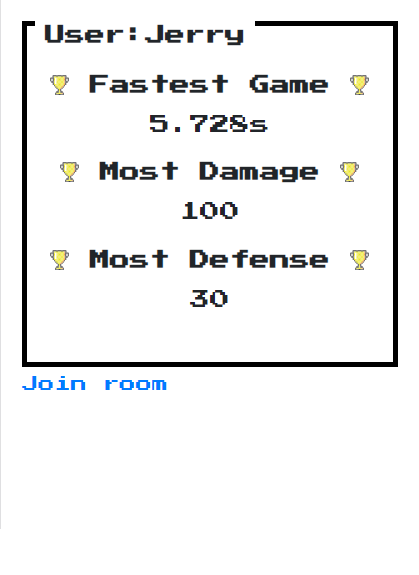 User:Jerry
Fastest Game
5.728s
Most Damage
100
Most Defense
30
Join room